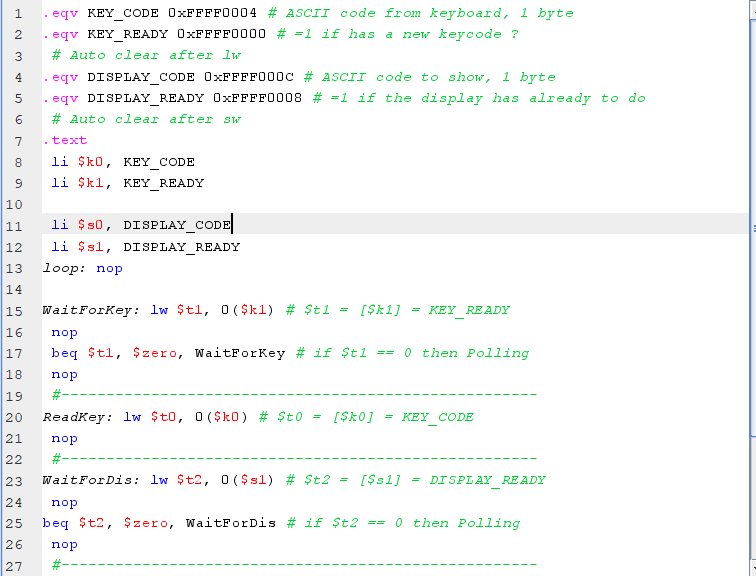 1 .eqv KEY_CODE 0xFFFF0004 # ASCII code from keyboard, 1 byte
2 .eqv KEY_READY 0xFFFF0000 # =1 if has a new keycode ?
3 # Auto clear after lw
4 .eqv DISPLAY_CODE 0xFFFF000C # ASCII code to show, 1 byte
5 .eqv DISPLAY_READY 0xFFFF0008 # =1 if the display has already to do
6 # Auto clear after sw
7 .text
8 li $k0, KEY_CODE
9 li $k1, KEY_READY
10
11 li $s0, DISPLAY_CODE
12 li $s1, DISPLAY_READY
13 loop: nop
14
15 WaitForKey: lw $t1, 0($k1) # $t1 = [$k1] = KEY_READY
16 nop
17 beq $t1, $zero, WaitForKey # if $t1 == 0 then Polling
18 nop
19 #-----------------------------------------------------
20 ReadKey: lw $t0, 0($k0) # $t0 = [$k0] = KEY_CODE
21 nop
22 #-----------------------------------------------------
23 WaitForDis: lw $t2, 0($s1) # $t2 = [$s1] = DISPLAY_READY
24 nop
25 beq $t2, $zero, WaitForDis # if $t2 == 0 then Polling
26 nop
27 #-----------------------------------------------------